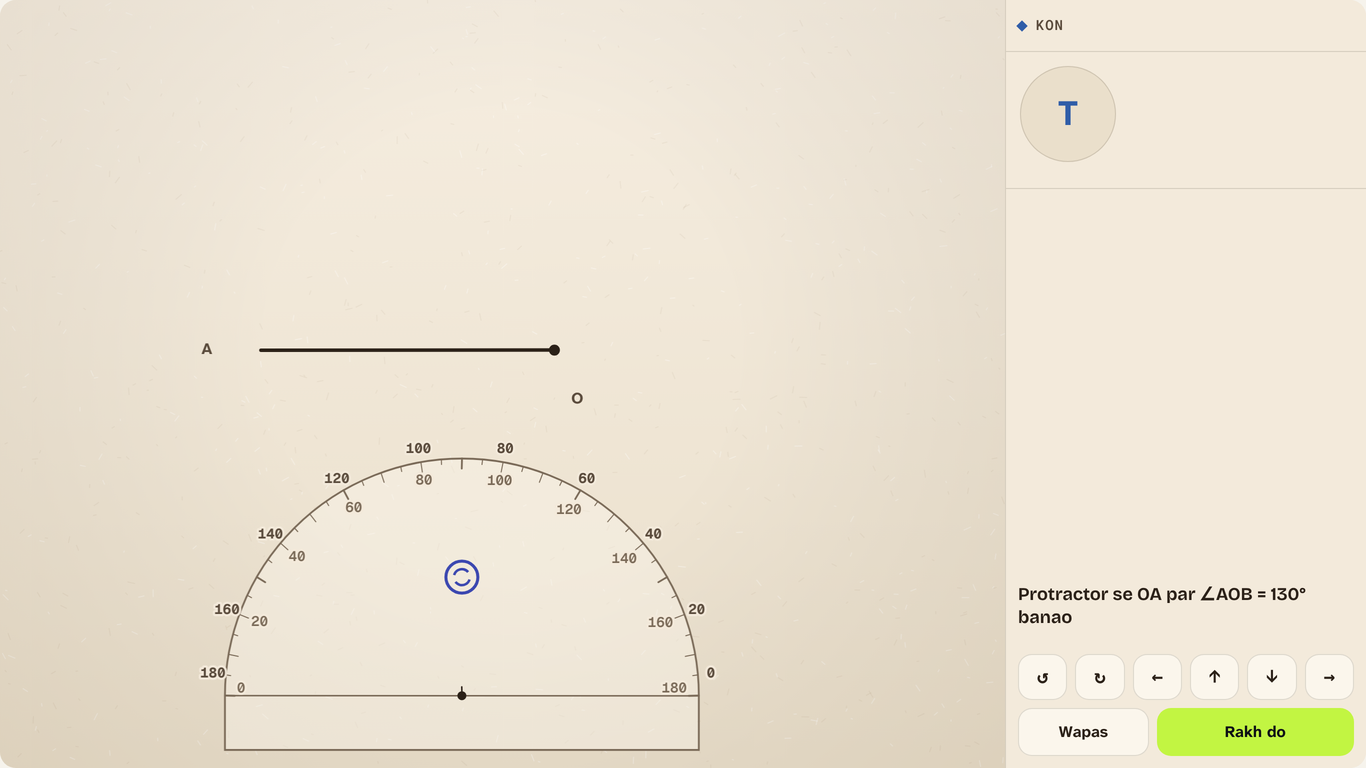 KON
T
A
O
100 80
120 80 100 60
60 120
140 40
40 140
160 20
20 160
180 0
0 180
Protractor se OA par ∠AOB = 130°
banao
↺ ↻ ← ↑ ↓ →
Wapas Rakh do